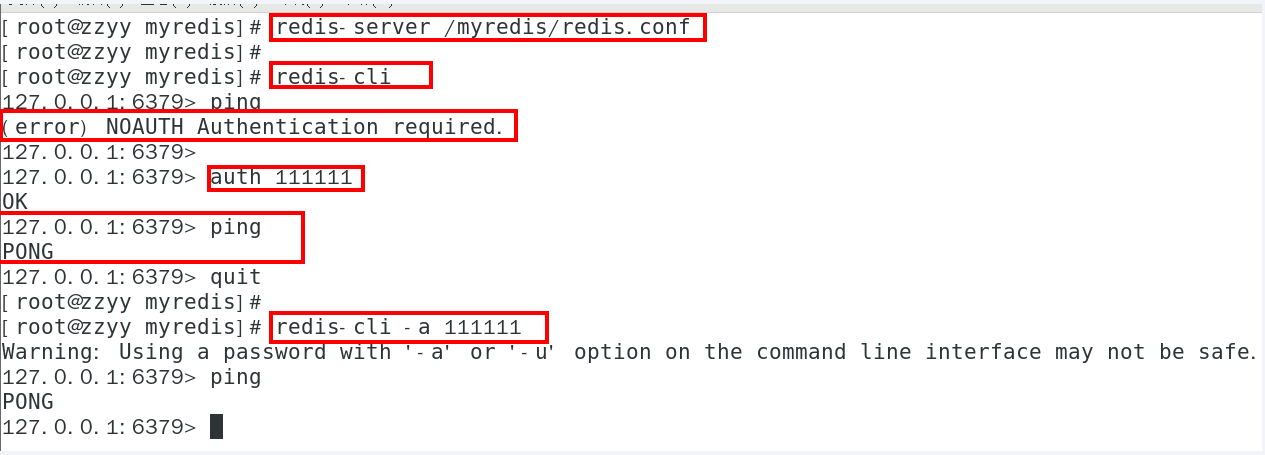 [root@zzyy myredis]# redis-server /myredis/redis.conf
[root@zzyy myredis]#
[root@zzyy myredis]# redis-cli
127.0.0.1:6379> ping
(error) NOAUTH Authentication required.
127.0.0.1:6379>
127.0.0.1:6379> auth 111111
OK
127.0.0.1:6379> ping
PONG
127.0.0.1:6379> quit
[root@zzyy myredis]#
[root@zzyy myredis]# redis-cli -a 111111
Warning: Using a password with '-a' or '-u' option on the command line interface may not be safe.
127.0.0.1:6379> ping
PONG
127.0.0.1:6379>